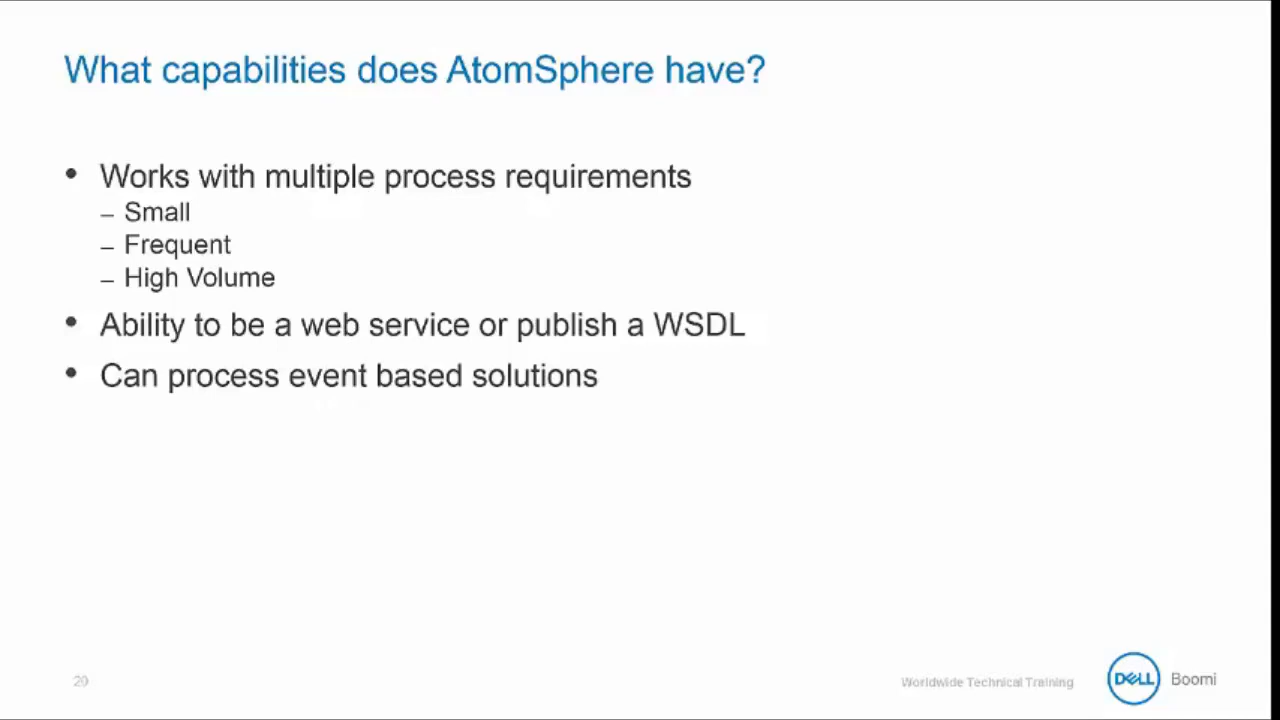 What capabilities does AtomSphere have?
• Works with multiple process requirements
– Small
– Frequent
– High Volume
• Ability to be a web service or publish a WSDL
• Can process event based solutions
20
Worldwide Technical Training
DELL
Boomi